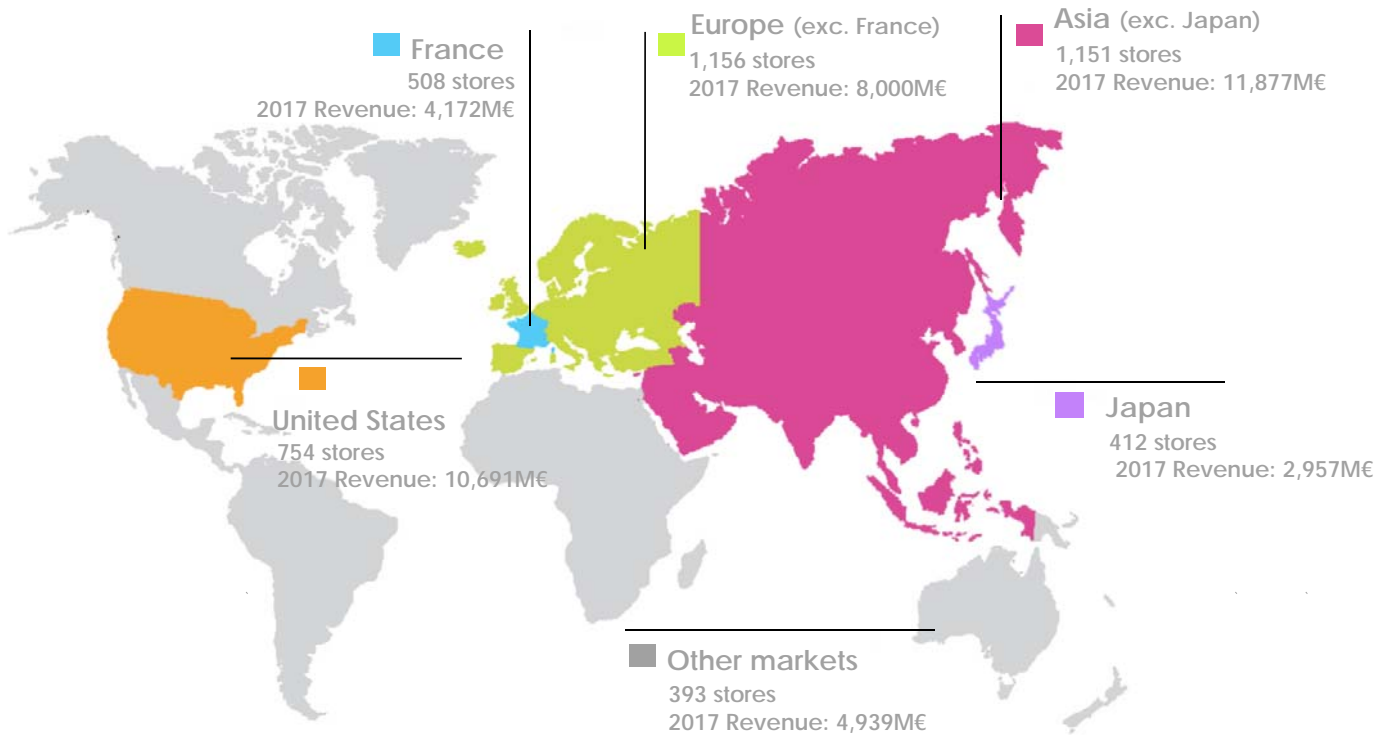 France
508 stores
2017 Revenue: 4,172M€
Europe (exc. France)
1,156 stores
2017 Revenue: 8,000M€
Asia (exc. Japan)
1,151 stores
2017 Revenue: 11,877M€
United States
754 stores
2017 Revenue: 10,691M€
Japan
412 stores
2017 Revenue: 2,957M€
Other markets
393 stores
2017 Revenue: 4,939M€